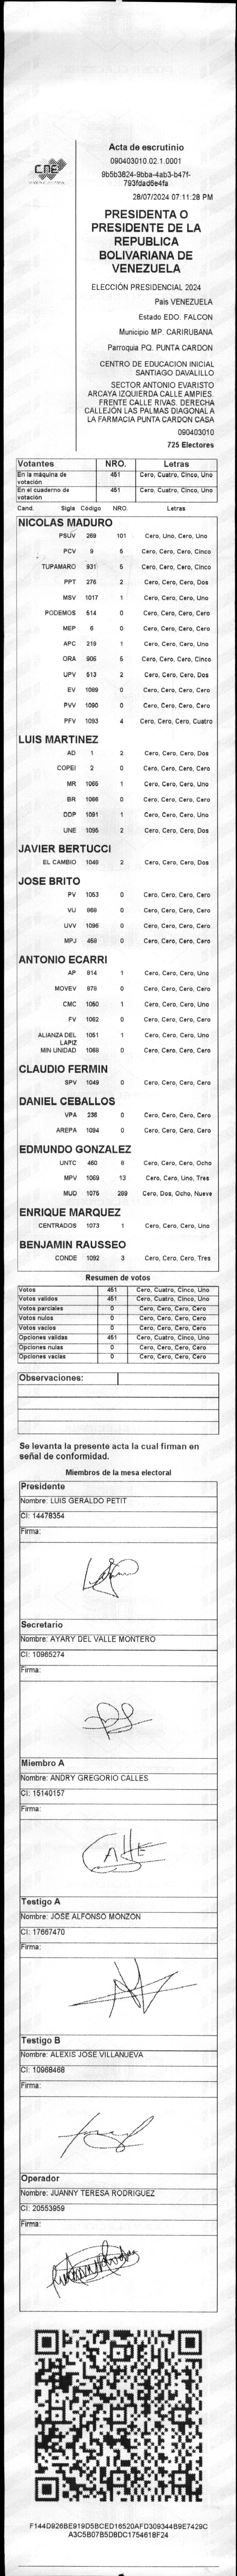 CNE
Acta de escrutinio
090403010.02.1.0001
9b5b3824-9bba-4ab3-b47f-
793fdad6e4fa
28/07/2024 07:11:28 PM
PRESIDENTA O
PRESIDENTE DE LA
REPUBLICA
BOLIVARIANA DE
VENEZUELA
ELECCIÓN PRESIDENCIAL 2024
País VENEZUELA
Estado EDO. FALCON
Municipio MP. CARIRUBANA
Parroquia PQ. PUNTA CARDON
CENTRO DE EDUCACION INICIAL
SANTIAGO DAVALILLO
SECTOR ANTONIO EVARISTO
ARCAYA IZQUIERDA CALLE AMPIES.
FRENTE CALLE RIVAS. DERECHA
CALLEJÓN LAS PALMAS DIAGONAL A
LA FARMACIA PUNTA CARDON CASA
090403010
725 Electores
Votantes NRO. Letras
En la máquina de votación 451 Cero, Cuatro, Cinco, Uno
En el cuaderno de votación 451 Cero, Cuatro, Cinco, Uno
Cand. Sigla Código NRO. Letras
NICOLAS MADURO
PSUV 269 101 Cero, Uno, Cero, Uno
PCV 9 5 Cero, Cero, Cero, Cinco
TUPAMARO 931 5 Cero, Cero, Cero, Cinco
PPT 276 2 Cero, Cero, Cero, Dos
MSV 1017 1 Cero, Cero, Cero, Uno
PODEMOS 514 0 Cero, Cero, Cero, Cero
MEP 6 0 Cero, Cero, Cero, Cero
APC 219 1 Cero, Cero, Cero, Uno
ORA 906 5 Cero, Cero, Cero, Cinco
UPV 513 2 Cero, Cero, Cero, Dos
EV 1089 0 Cero, Cero, Cero, Cero
PVV 1090 0 Cero, Cero, Cero, Cero
PFV 1093 4 Cero, Cero, Cero, Cuatro
LUIS MARTINEZ
AD 1 2 Cero, Cero, Cero, Dos
COPEI 2 0 Cero, Cero, Cero, Cero
MR 1065 1 Cero, Cero, Cero, Uno
BR 1066 0 Cero, Cero, Cero, Cero
DDP 1091 1 Cero, Cero, Cero, Uno
UNE 1095 2 Cero, Cero, Cero, Dos
JAVIER BERTUCCI
EL CAMBIO 1048 2 Cero, Cero, Cero, Dos
JOSE BRITO
PV 1053 0 Cero, Cero, Cero, Cero
VU 868 0 Cero, Cero, Cero, Cero
UVV 1096 0 Cero, Cero, Cero, Cero
MPJ 459 0 Cero, Cero, Cero, Cero
ANTONIO ECARRI
AP 814 1 Cero, Cero, Cero, Uno
MOVEV 878 0 Cero, Cero, Cero, Cero
CMC 1050 1 Cero, Cero, Cero, Uno
FV 1062 0 Cero, Cero, Cero, Cero
ALIANZA DEL LAPIZ 1051 1 Cero, Cero, Cero, Uno
MIN UNIDAD 1068 0 Cero, Cero, Cero, Cero
CLAUDIO FERMIN
SPV 1049 0 Cero, Cero, Cero, Cero
DANIEL CEBALLOS
VPA 236 0 Cero, Cero, Cero, Cero
AREPA 1094 0 Cero, Cero, Cero, Cero
EDMUNDO GONZALEZ
UNTC 460 8 Cero, Cero, Cero, Ocho
MPV 1069 13 Cero, Cero, Uno, Tres
MUD 1075 289 Cero, Dos, Ocho, Nueve
ENRIQUE MARQUEZ
CENTRADOS 1073 1 Cero, Cero, Cero, Uno
BENJAMIN RAUSSEO
CONDE 1092 3 Cero, Cero, Cero, Tres
Resumen de votos
Votos 451 Cero, Cuatro, Cinco, Uno
Votos validos 451 Cero, Cuatro, Cinco, Uno
Votos parciales 0 Cero, Cero, Cero, Cero
Votos nulos 0 Cero, Cero, Cero, Cero
Votos vacios 0 Cero, Cero, Cero, Cero
Opciones validas 451 Cero, Cuatro, Cinco, Uno
Opciones nulas 0 Cero, Cero, Cero, Cero
Opciones vacias 0 Cero, Cero, Cero, Cero
Observaciones:
Se levanta la presente acta la cual firman en
señal de conformidad.
Miembros de la mesa electoral
Presidente
Nombre: LUIS GERALDO PETIT
CI: 14478354
Firma:
Secretario
Nombre: AYARY DEL VALLE MONTERO
CI: 10965274
Firma:
Miembro A
Nombre: ANDRY GREGORIO CALLES
CI: 15140157
Firma:
CAllE
Testigo A
Nombre: JOSE ALFONSO MONZON
CI: 17667470
Firma:
Testigo B
Nombre: ALEXIS JOSE VILLANUEVA
CI: 10968468
Firma:
Operador
Nombre: JUANNY TERESA RODRIGUEZ
CI: 20553959
Firma:
F144D926BE919D5BCED16520AFD309344B9E7429C
A3C5B07B5D8DC1754618F24